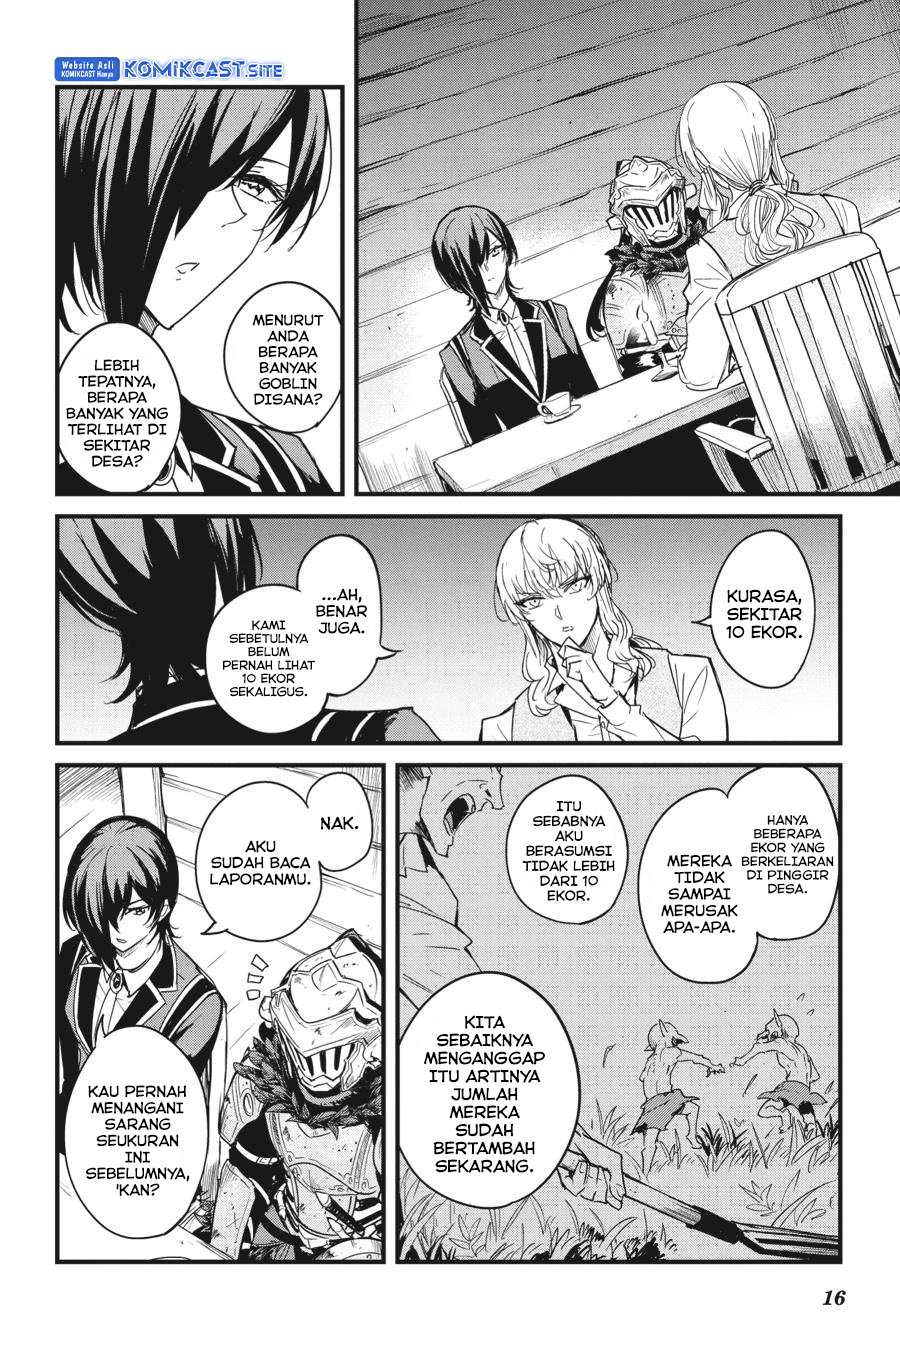 Website Asli
KOMIKCAST Hanya
KOMIKCAST.SITE
MENURUT
ANDA
BERAPA
BANYAK
GOBLIN
DISANA?
LEBIH
TEPATNYA,
BERAPA
BANYAK YANG
TERLIHAT DI
SEKITAR
DESA?
KURASA,
SEKITAR
10 EKOR.
...AH,
BENAR
JUGA.
KAMI
SEBETULNYA
BELUM
PERNAH LIHAT
10 EKOR
SEKALIGUS.
HANYA
BEBERAPA
EKOR YANG
BERKELIARAN
DI PINGGIR
DESA.
MEREKA
TIDAK
SAMPAI
MERUSAK
APA-APA.
ITU
SEBABNYA
AKU
BERASUMSI
TIDAK LEBIH
DARI 10
EKOR.
KITA
SEBAIKNYA
MENGANGGAP
ITU ARTINYA
JUMLAH
MEREKA
SUDAH
BERTAMBAH
SEKARANG.
NAK.
AKU
SUDAH BACA
LAPORANMU.
KAU PERNAH
MENANGANI
SARANG
SEUKURAN
INI
SEBELUMNYA,
'KAN?
16